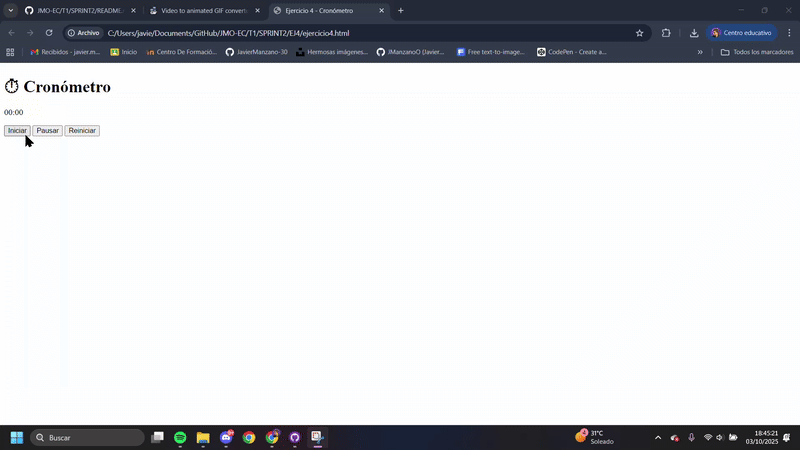 JMO-EC/T1/SPRINT2/README.
Video to animated GIF convert
Ejercicio 4 - Cronómetro
Archivo
C:/Users/javie/Documents/GitHub/JMO-EC/T1/SPRINT2/EJ4/ejercicio4.html
Centro educativo
Recibidos - javier.m...
Inicio
Centro De Formació...
JavierManzano-30
Hermosas imágenes...
JManzanoO (Javier...
Free text-to-image...
CodePen - Create a...
»
Todos los marcadores
Cronómetro
00:00
Iniciar
Pausar
Reiniciar
Buscar
31°C
Soleado
18:45:21
03/10/2025